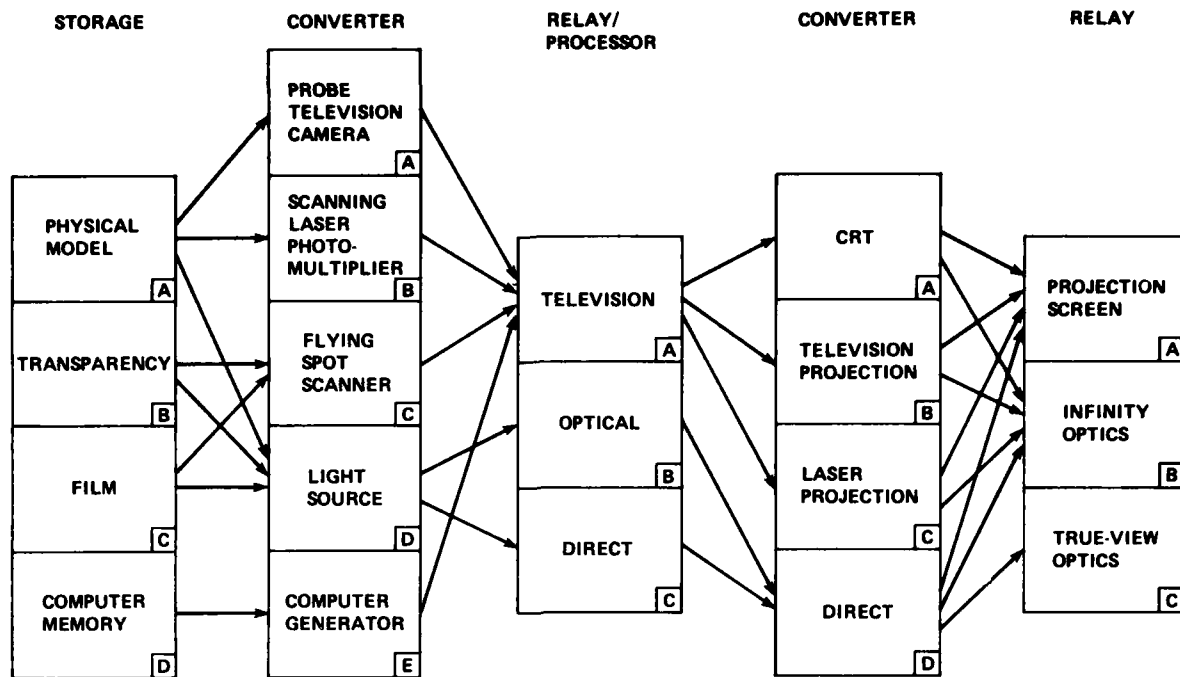 STORAGE
CONVERTER
RELAY/
PROCESSOR
CONVERTER
RELAY
PHYSICAL
MODEL
A
TRANSPARENCY
B
FILM
C
COMPUTER
MEMORY
D
PROBE
TELEVISION
CAMERA
A
SCANNING
LASER
PHOTO-
MULTIPLIER
B
FLYING
SPOT
SCANNER
C
LIGHT
SOURCE
D
COMPUTER
GENERATOR
E
TELEVISION
A
OPTICAL
B
DIRECT
C
CRT
A
TELEVISION
PROJECTION
B
LASER
PROJECTION
C
DIRECT
D
PROJECTION
SCREEN
A
INFINITY
OPTICS
B
TRUE-VIEW
OPTICS
C